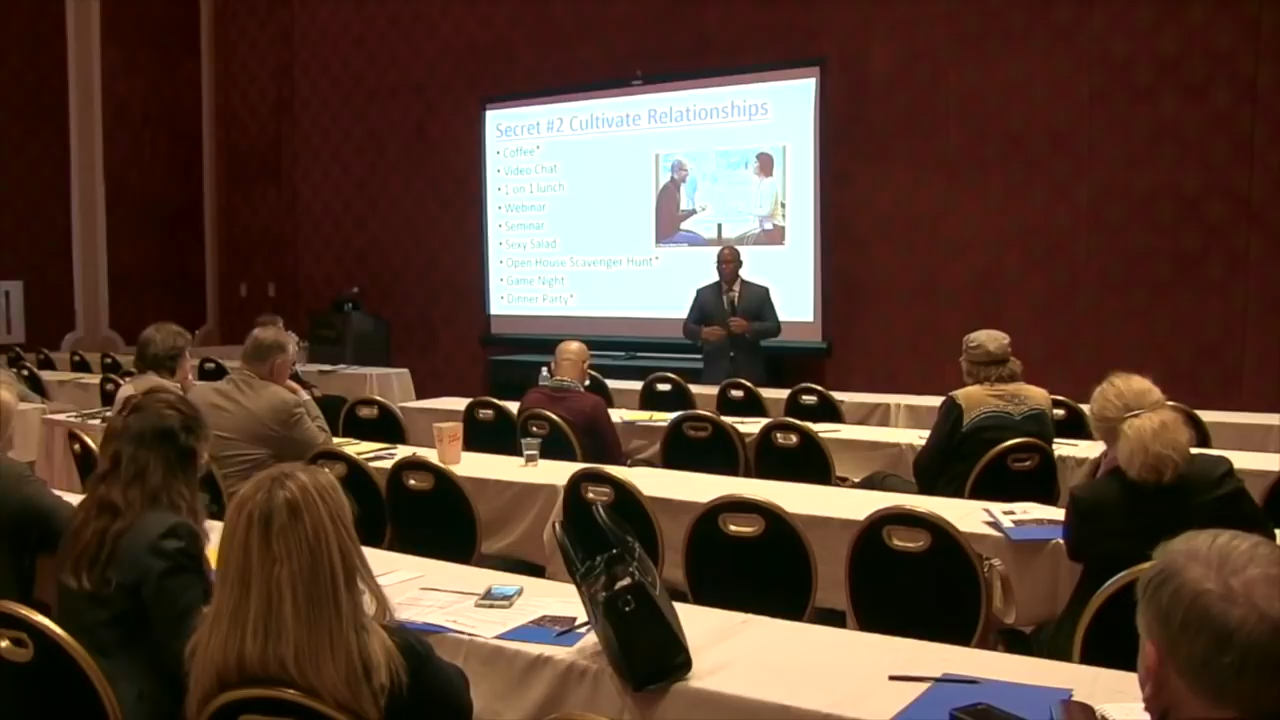 Secret #2 Cultivate Relationships
• Coffee*
• Video Chat
• 1 on 1 lunch
• Webinar
• Seminar
• Sexy Salad
• Open House Scavenger Hunt*
• Game Night
• Dinner Party*